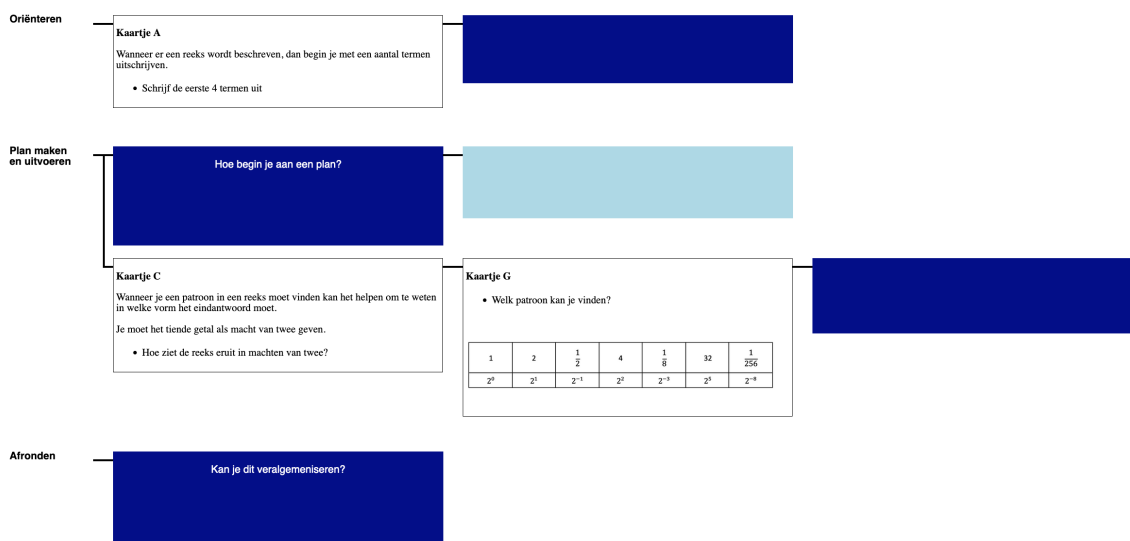 Oriënteren
Kaartje A
Wanneer er een reeks wordt beschreven, dan begin je met een aantal termen
uitschrijven.
• Schrijf de eerste 4 termen uit
Plan maken
en uitvoeren
Hoe begin je aan een plan?
Kaartje C
Wanneer je een patroon in een reeks moet vinden kan het helpen om te weten
in welke vorm het eindantwoord moet.
Je moet het tiende getal als macht van twee geven.
• Hoe ziet de reeks eruit in machten van twee?
Kaartje G
• Welk patroon kan je vinden?
1 2 1/2 4 1/8 32 1/256
2⁰ 2¹ 2⁻¹ 2² 2⁻³ 2⁵ 2⁻⁸
Afronden
Kan je dit veralgemeniseren?